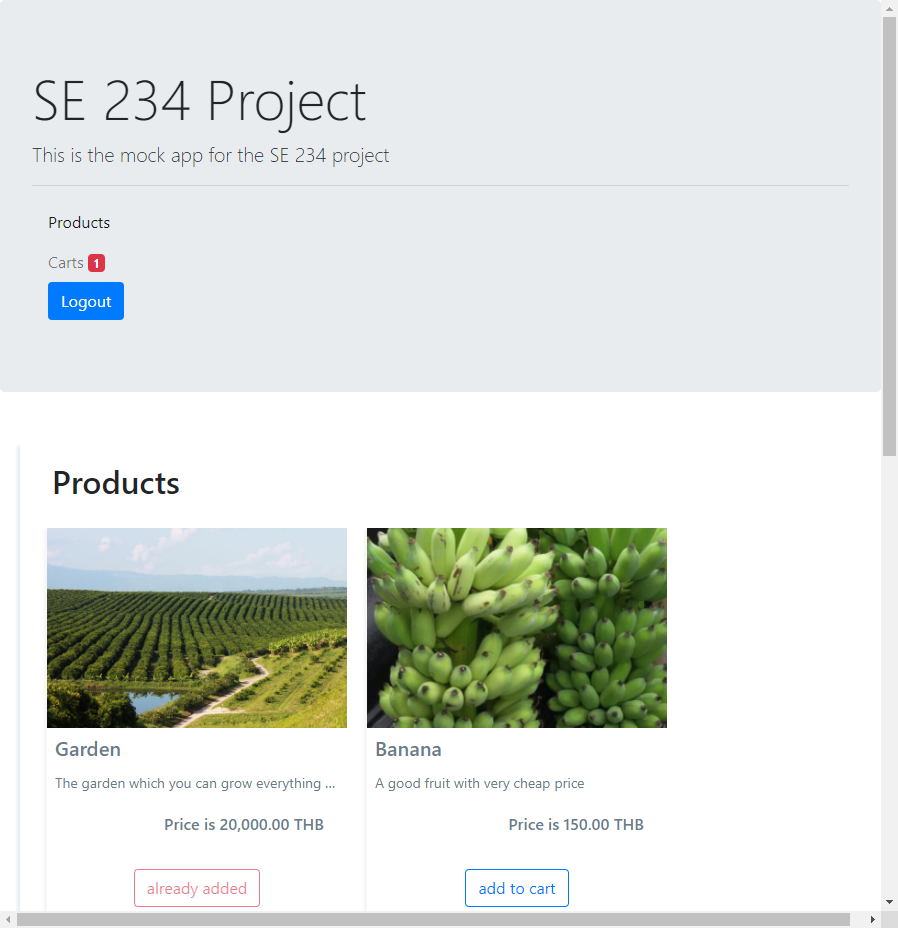 SE 234 Project
This is the mock app for the SE 234 project
Products
Carts 1
Logout
Products
Garden
The garden which you can grow everything ...
Price is 20,000.00 THB
already added
Banana
A good fruit with very cheap price
Price is 150.00 THB
add to cart